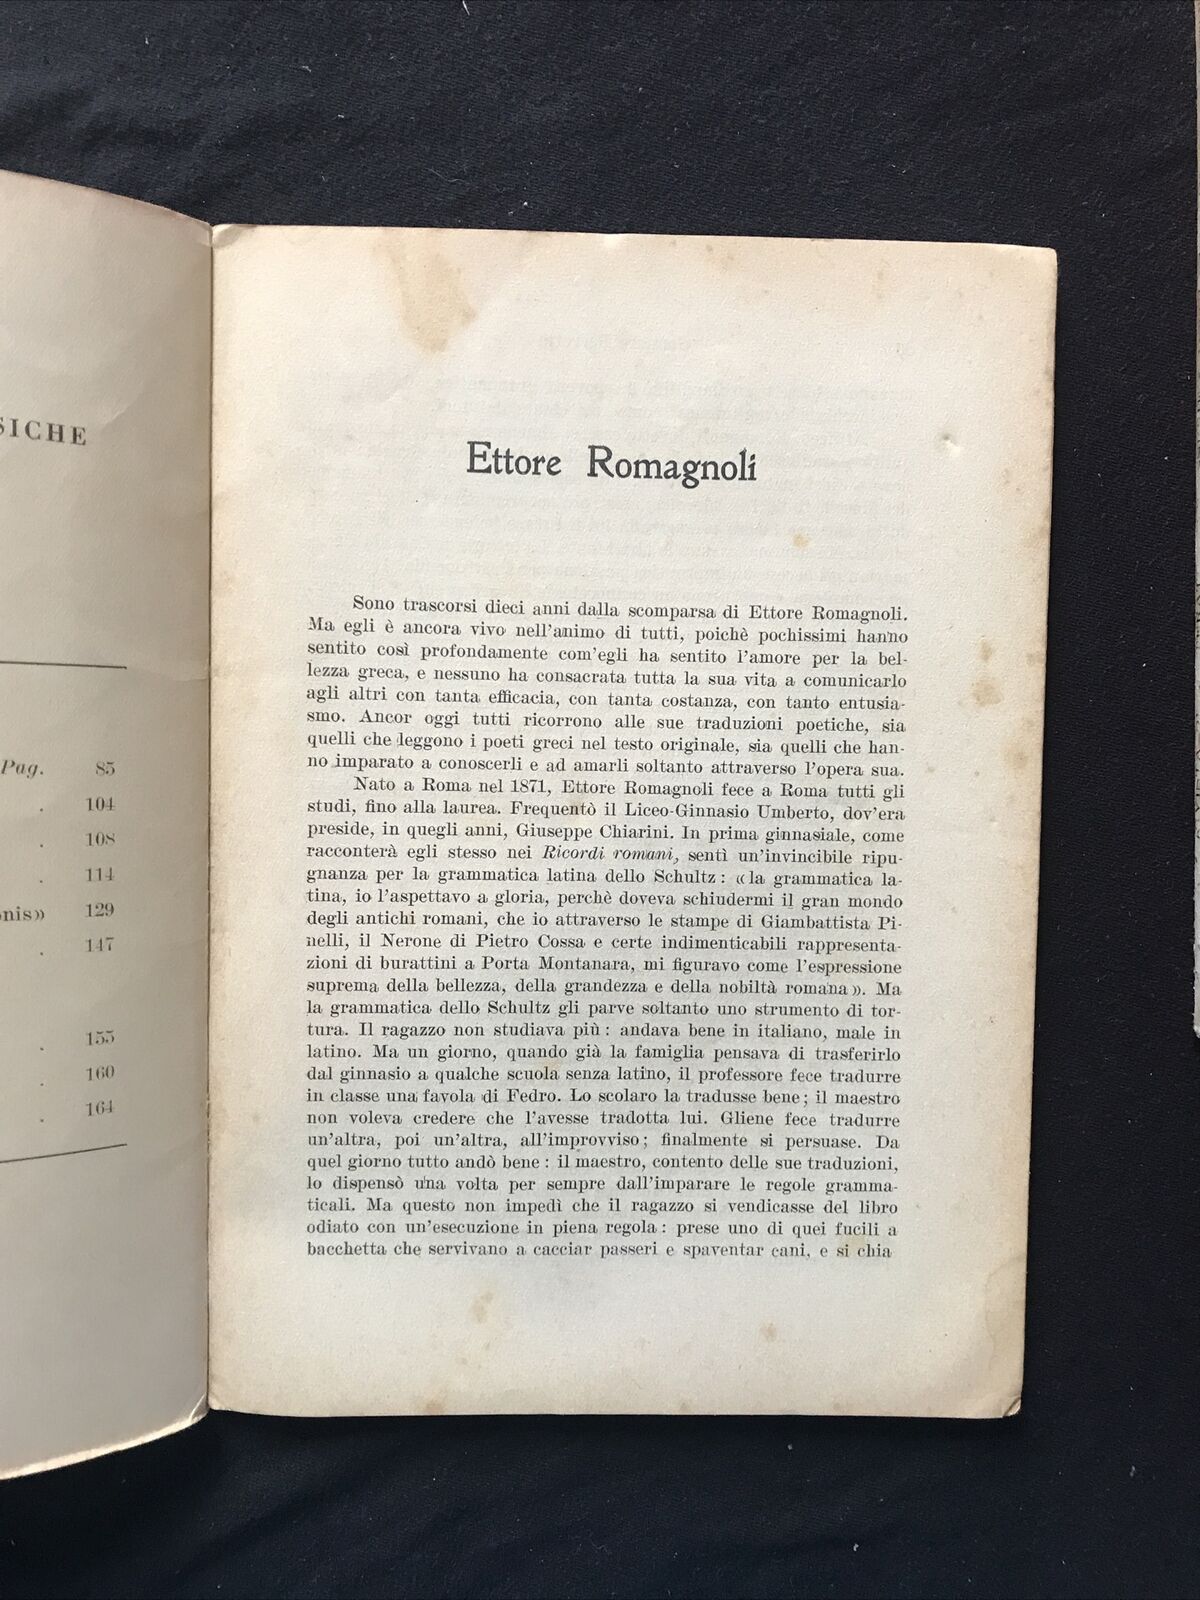 SICHE
Pag. 85
. 104
. 108
. 114
onis» 129
. 147
. 155
. 160
. 164
Ettore Romagnoli
Sono trascorsi dieci anni dalla scomparsa di Ettore Romagnoli.
Ma egli è ancora vivo nell'animo di tutti, poichè pochissimi hanno
sentito così profondamente com'egli ha sentito l'amore per la bel-
lezza greca, e nessuno ha consacrata tutta la sua vita a comunicarlo
agli altri con tanta efficacia, con tanta costanza, con tanto entusia-
smo. Ancor oggi tutti ricorrono alle sue traduzioni poetiche, sia
quelli che leggono i poeti greci nel testo originale, sia quelli che han-
no imparato a conoscerli e ad amarli soltanto attraverso l'opera sua.
Nato a Roma nel 1871, Ettore Romagnoli fece a Roma tutti gli
studi, fino alla laurea. Frequentò il Liceo-Ginnasio Umberto, dov'era
preside, in quegli anni, Giuseppe Chiarini. In prima ginnasiale, come
racconterà egli stesso nei Ricordi romani, sentì un'invincibile ripu-
gnanza per la grammatica latina dello Schultz : «la grammatica la-
tina, io l'aspettavo a gloria, perchè doveva schiudermi il gran mondo
degli antichi romani, che io attraverso le stampe di Giambattista Pi-
nelli, il Nerone di Pietro Cossa e certe indimenticabili rappresenta-
zioni di burattini a Porta Montanara, mi figuravo come l'espressione
suprema della bellezza, della grandezza e della nobiltà romana». Ma
la grammatica dello Schultz gli parve soltanto uno strumento di tor-
tura. Il ragazzo non studiava più : andava bene in italiano, male in
latino. Ma un giorno, quando già la famiglia pensava di trasferirlo
dal ginnasio a qualche scuola senza latino, il professore fece tradurre
in classe una favola di Fedro. Lo scolaro la tradusse bene ; il maestro
non voleva credere che l'avesse tradotta lui. Gliene fece tradurre
un'altra, poi un'altra, all'improvviso ; finalmente si persuase. Da
quel giorno tutto andò bene : il maestro, contento delle sue traduzioni,
lo dispensò una volta per sempre dall'imparare le regole gramma-
ticali. Ma questo non impedì che il ragazzo si vendicasse del libro
odiato con un'esecuzione in piena regola : prese uno di quei fucili a
bacchetta che servivano a cacciar passeri e spaventar cani, e si chia